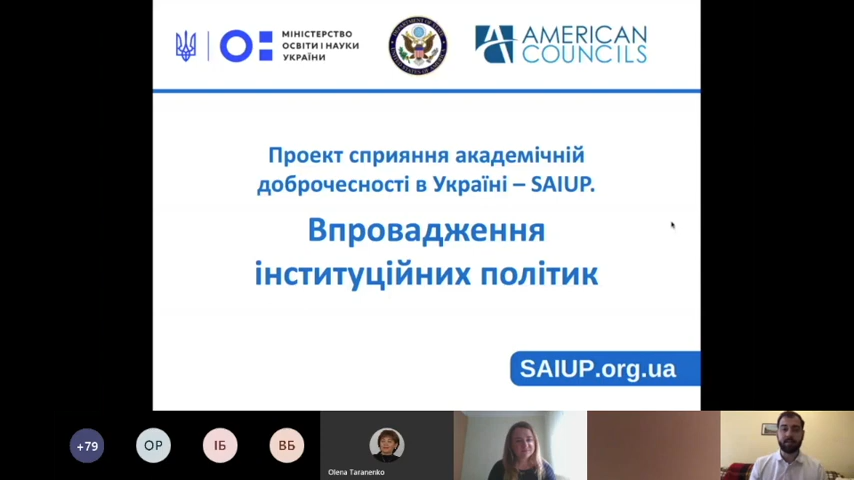 МІНІСТЕРСТВО
ОСВІТИ І НАУКИ
УКРАЇНИ
AMERICAN
COUNCILS
Проект сприяння академічній
доброчесності в Україні – SAIUP.
Впровадження
інституційних політик
SAIUP.org.ua
+79
ОР
ІБ
ВБ
Olena Taranenko